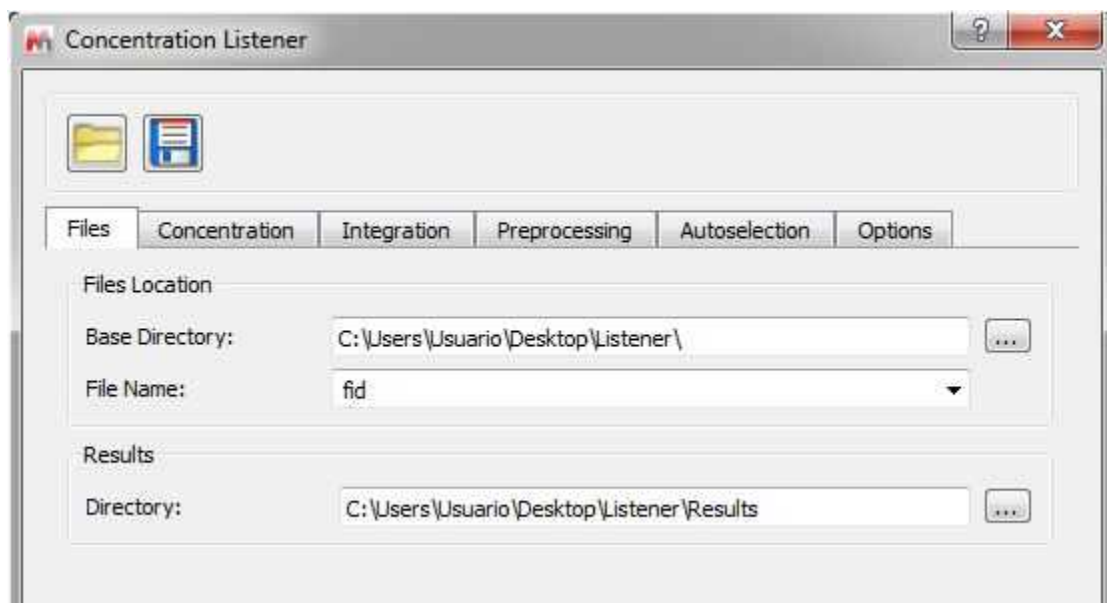 Concentration Listener
Files Concentration Integration Preprocessing Autoselection Options
Files Location
Base Directory: C:\Users\Usuario\Desktop\Listener\ ...
File Name: fid
Results
Directory: C:\Users\Usuario\Desktop\Listener\Results ...